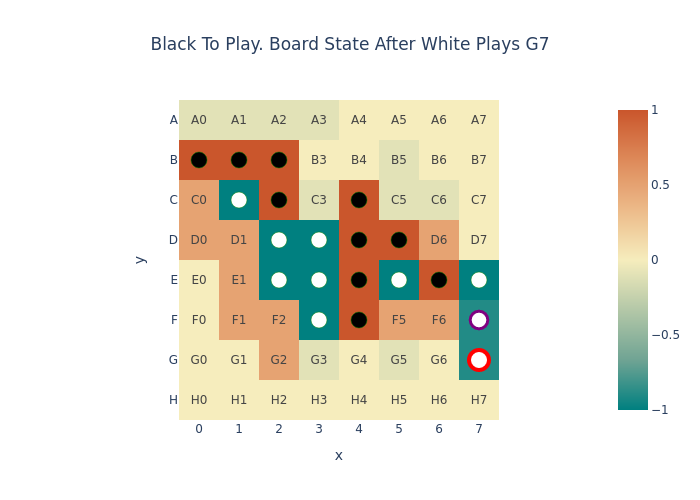 Black To Play. Board State After White Plays G7
A A0 A1 A2 A3 A4 A5 A6 A7
B B3 B4 B5 B6 B7
C C0 C3 C5 C6 C7
D D0 D1 D6 D7
E E0 E1
F F0 F1 F2 F5 F6
G G0 G1 G2 G3 G4 G5 G6
H H0 H1 H2 H3 H4 H5 H6 H7
0 1 2 3 4 5 6 7
x
y
1
0.5
0
−0.5
−1